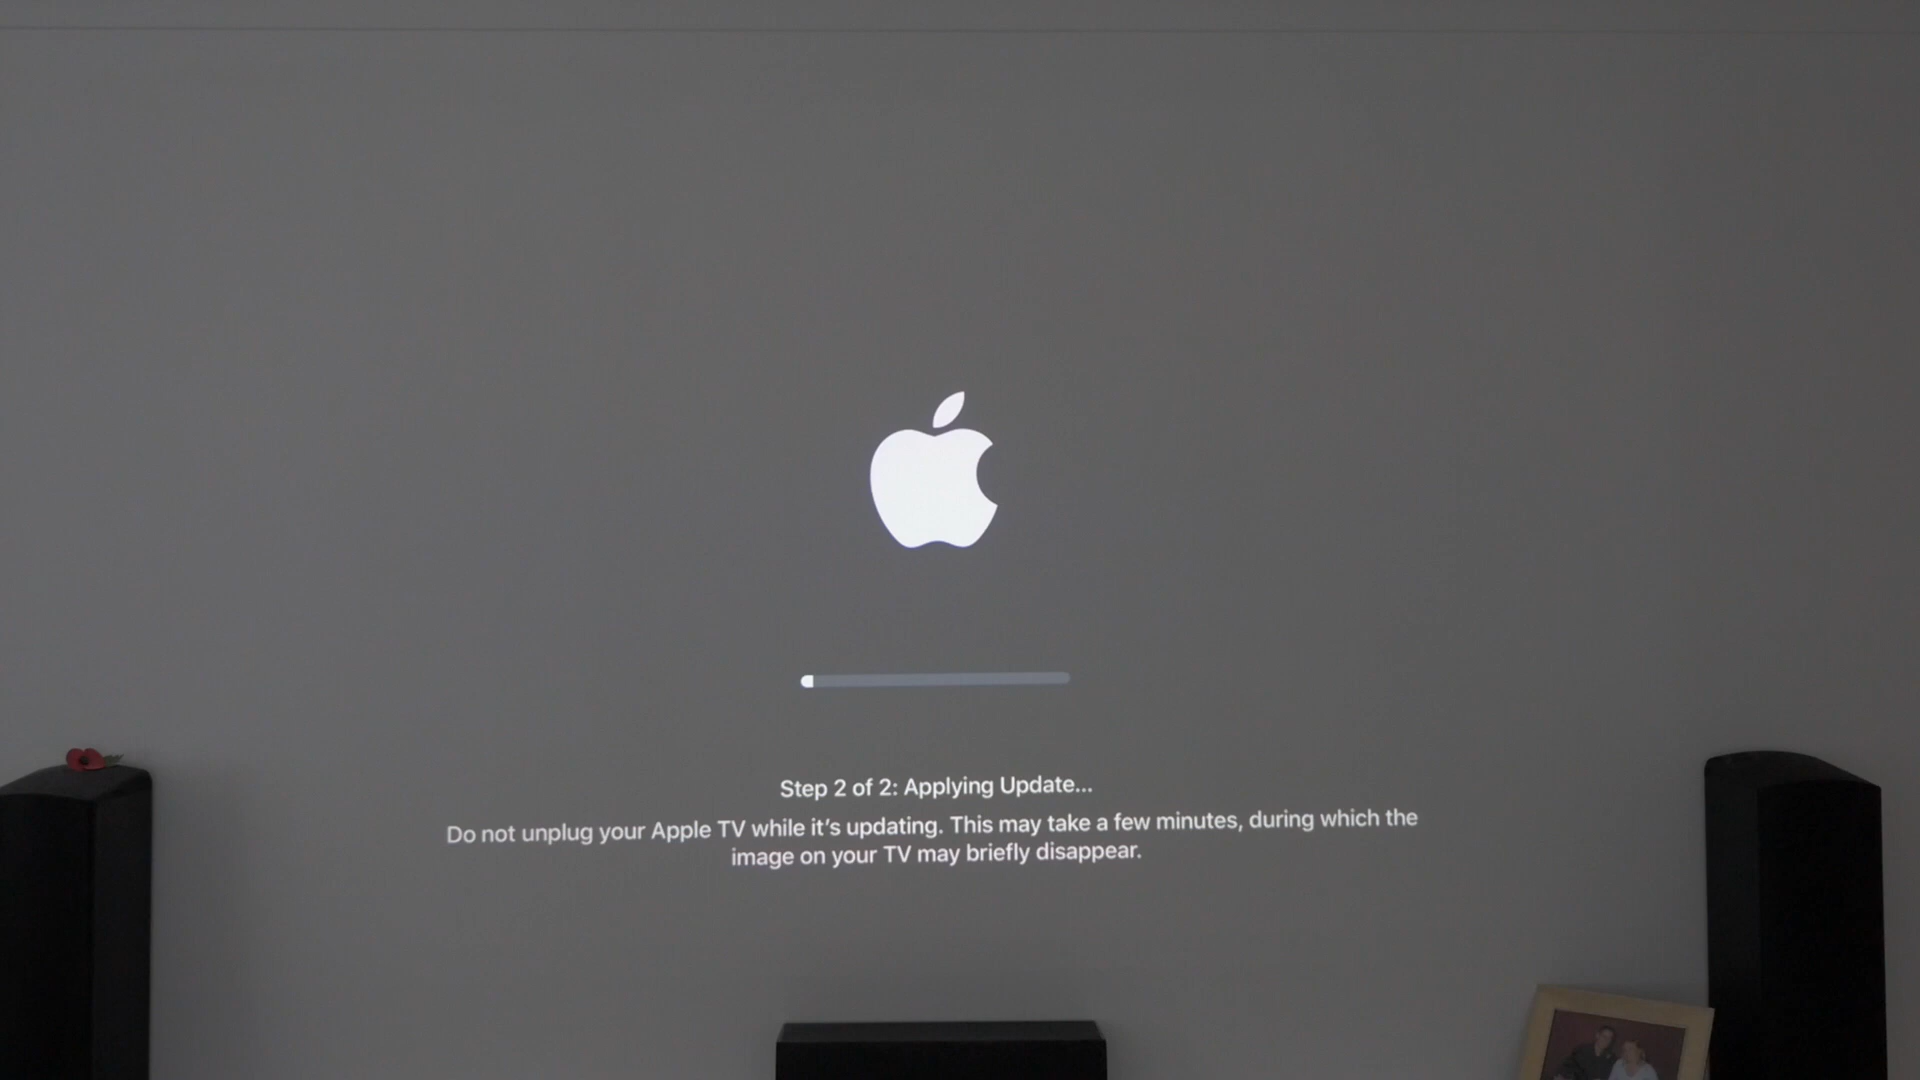 Step 2 of 2: Applying Update...
Do not unplug your Apple TV while it’s updating. This may take a few minutes, during which the
image on your TV may briefly disappear.